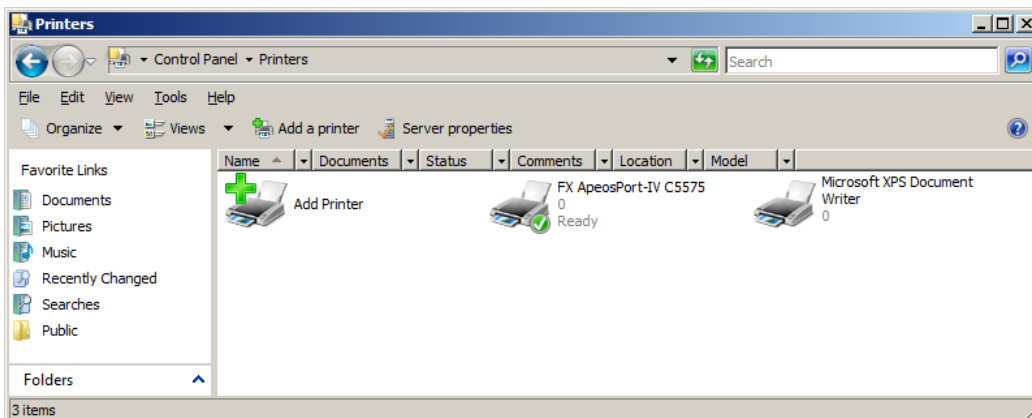 Printers
Control Panel Printers
Search
File Edit View Tools Help
Organize Views Add a printer Server properties
Favorite Links
Documents
Pictures
Music
Recently Changed
Searches
Public
Folders
Name Documents Status Comments Location Model
Add Printer
FX ApeosPort-IV C5575
0
Ready
Microsoft XPS Document
Writer
0
3 items